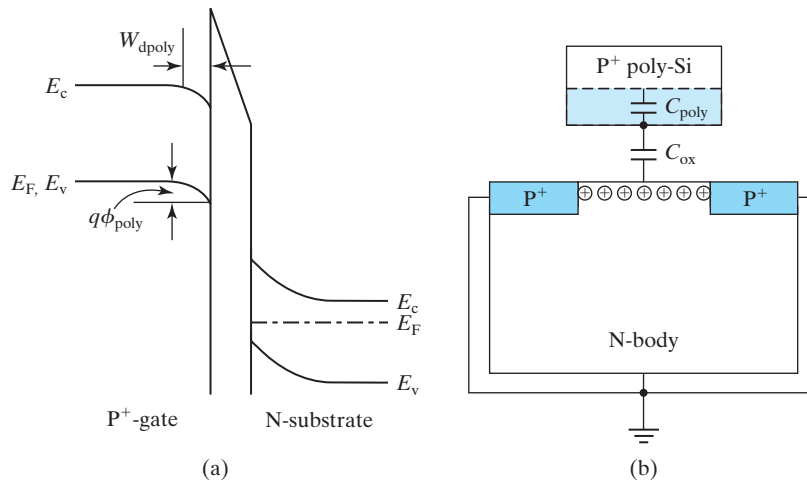 W_dpoly
E_c
E_F, E_v
qϕ_poly
E_c
E_F
E_v
P⁺-gate
N-substrate
(a)
P⁺ poly-Si
C_poly
C_ox
P⁺
P⁺
N-body
(b)